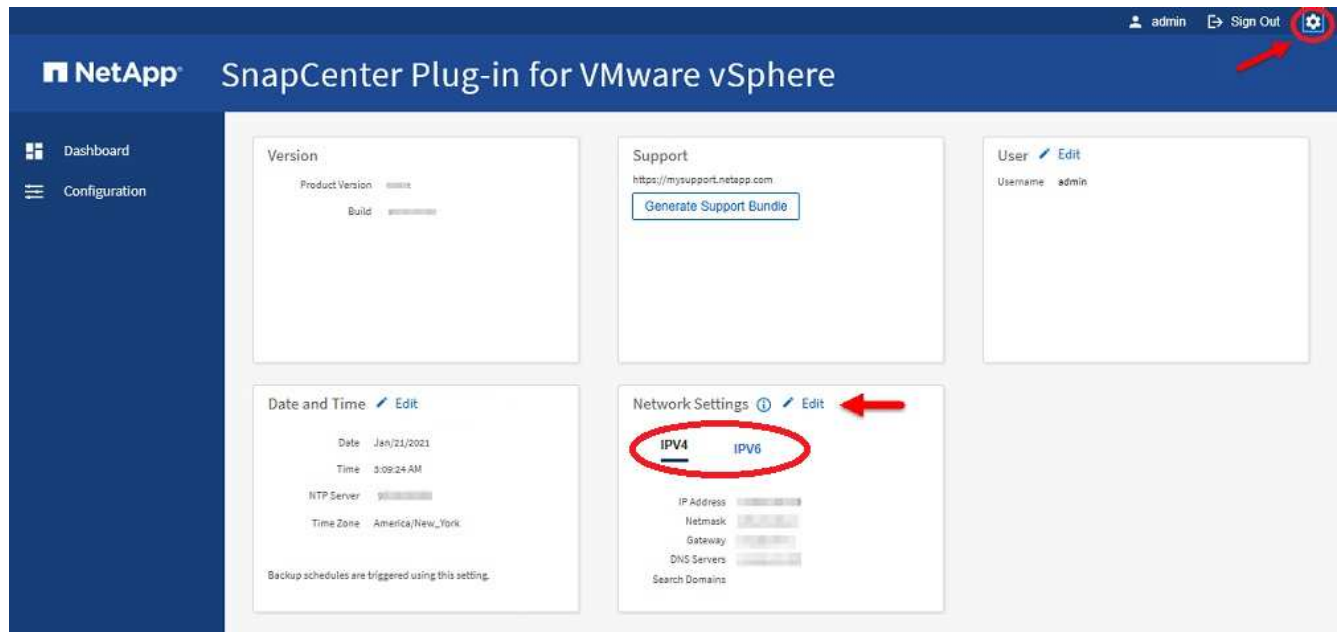 admin Sign Out
NetApp SnapCenter Plug-in for VMware vSphere
Dashboard
Configuration
Version
Product Version
Build
Support
https://mysupport.netapp.com
Generate Support Bundle
User Edit
Username admin
Date and Time Edit
Date Jan/21/2021
Time 3:09:24 AM
NTP Server
Time Zone America/New_York
Backup schedules are triggered using this setting.
Network Settings Edit
IPV4 IPV6
IP Address
Netmask
Gateway
DNS Servers
Search Domains